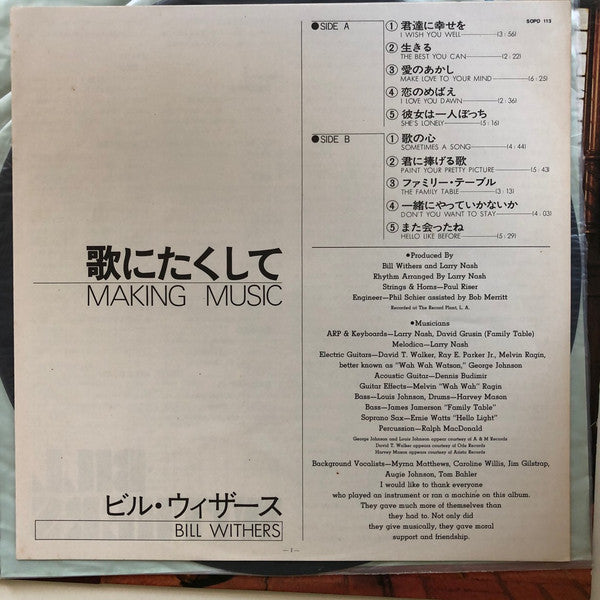 SOPO 113
●SIDE A
①君達に幸せを
I WISH YOU WELL (3:56)
②生きる
THE BEST YOU CAN (2:22)
③愛のあかし
MAKE LOVE TO YOUR MIND (6:25)
④恋のめばえ
I LOVE YOU DAWN (2:36)
⑤彼女は一人ぼっち
SHE'S LONELY (5:16)
●SIDE B
①歌の心
SOMETIMES A SONG (4:44)
②君に捧げる歌
PAINT YOUR PRETTY PICTURE (5:43)
③ファミリー・テーブル
THE FAMILY TABLE (3:13)
④一緒にやっていかないか
DON'T YOU WANT TO STAY (4:03)
⑤また会ったね
HELLO LIKE BEFORE (5:29)
歌にたくして
MAKING MUSIC
●Produced By
Bill Withers and Larry Nash
Rhythm Arranged By Larry Nash
Strings & Horns—Paul Riser
Engineer—Phil Schier assisted by Bob Merritt
Recorded at The Record Plant, L. A.
●Musicians
ARP & Keyboards—Larry Nash, David Grusin (Family Table)
Melodica—Larry Nash
Electric Guitars—David T. Walker, Ray E. Parker Jr., Melvin Ragin,
better known as "Wah Wah Watson," George Johnson
Acoustic Guitar—Dennis Budimir
Guitar Effects—Melvin "Wah Wah" Ragin
Bass—Louis Johnson, Drums—Harvey Mason
Bass—James Jamerson "Family Table"
Soprano Sax—Ernie Watts "Hello Light"
Percussion—Ralph MacDonald
George Johnson and Louis Johnson appear courtesy of A & M Records
David T. Walker appears courtesy of Ode Records
Harvey Mason appears courtesy of Arista Records
Background Vocalists—Myrna Matthews, Caroline Willis, Jim Gilstrap,
Augie Johnson, Tom Bahler
I would like to thank everyone
who played an instrument or ran a machine on this album.
They gave much more of themselves than
they had to. Not only did
they give musically, they gave moral
support and friendship.
ビル・ウィザース
BILL WITHERS
—1—